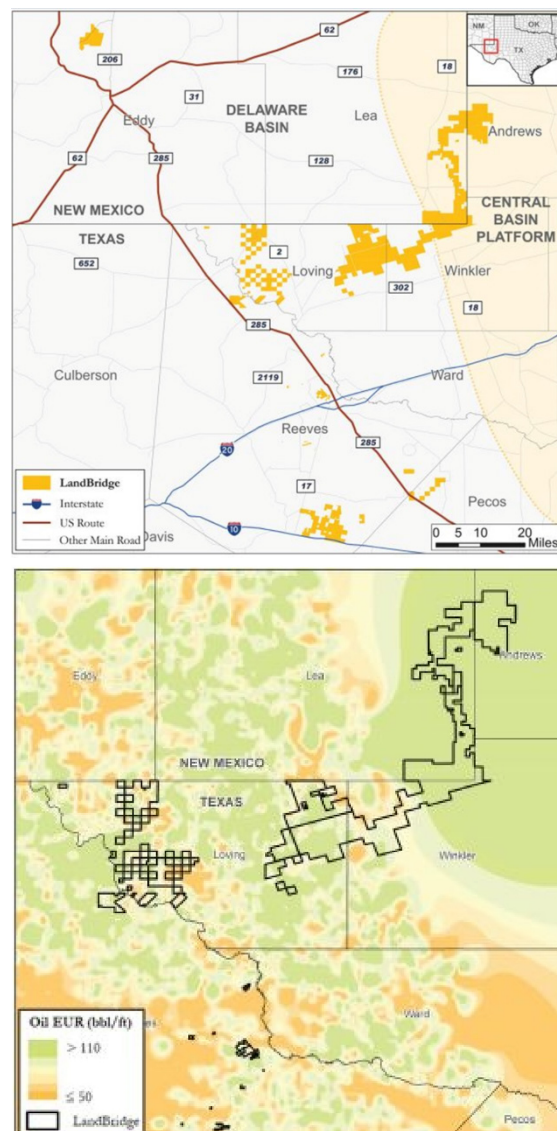 NM
OK
TX
62
206
18
176
31
DELAWARE
BASIN
Lea
Eddy
Andrews
128
62
285
CENTRAL
BASIN
PLATFORM
NEW MEXICO
TEXAS
2
652
Loving
Winkler
302
18
285
Culberson
2119
Ward
Reeves
285
20
LandBridge
Interstate
US Route
Other Main Road
17
Pecos
10
Davis
0 5 10 20
Miles
Eddy
Lea
Andrews
NEW MEXICO
TEXAS
Loving
Winkler
Oil EUR (bbl/ft)
> 110
≤ 50
LandBridge
Ward
Pecos